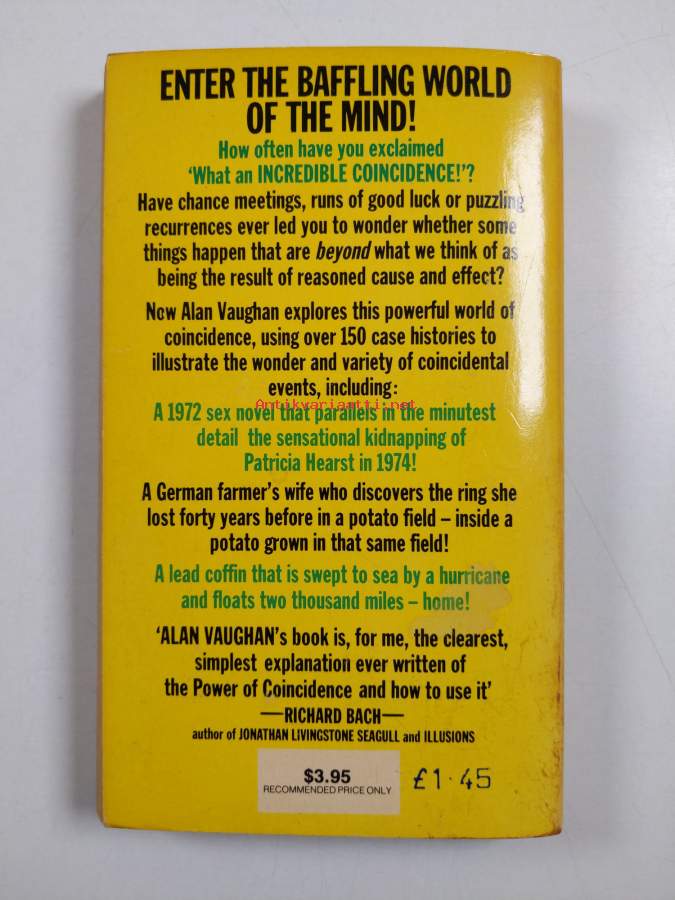 ENTER THE BAFFLING WORLD
OF THE MIND!
How often have you exclaimed
'What an INCREDIBLE COINCIDENCE!'?
Have chance meetings, runs of good luck or puzzling
recurrences ever led you to wonder whether some
things happen that are beyond what we think of as
being the result of reasoned cause and effect?
Now Alan Vaughan explores this powerful world of
coincidence, using over 150 case histories to
illustrate the wonder and variety of coincidental
events, including:
Antikvariaatti.net
A 1972 sex novel that parallels in the minutest
detail the sensational kidnapping of
Patricia Hearst in 1974!
A German farmer's wife who discovers the ring she
lost forty years before in a potato field – inside a
potato grown in that same field!
A lead coffin that is swept to sea by a hurricane
and floats two thousand miles – home!
'ALAN VAUGHAN's book is, for me, the clearest,
simplest explanation ever written of
the Power of Coincidence and how to use it'
—RICHARD BACH—
author of JONATHAN LIVINGSTONE SEAGULL and ILLUSIONS
$3.95 £1·45
RECOMMENDED PRICE ONLY